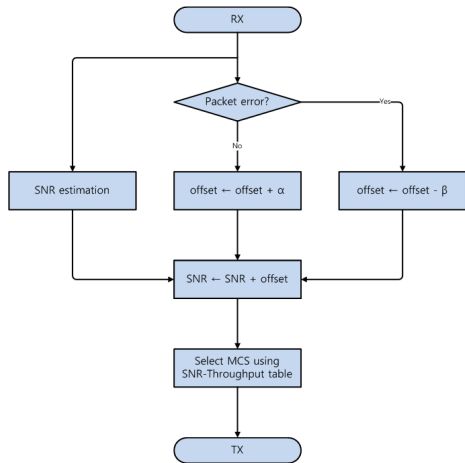 RX
Packet error?
Yes
No
SNR estimation
offset ← offset + α
offset ← offset - β
SNR ← SNR + offset
Select MCS using
SNR-Throughput table
TX